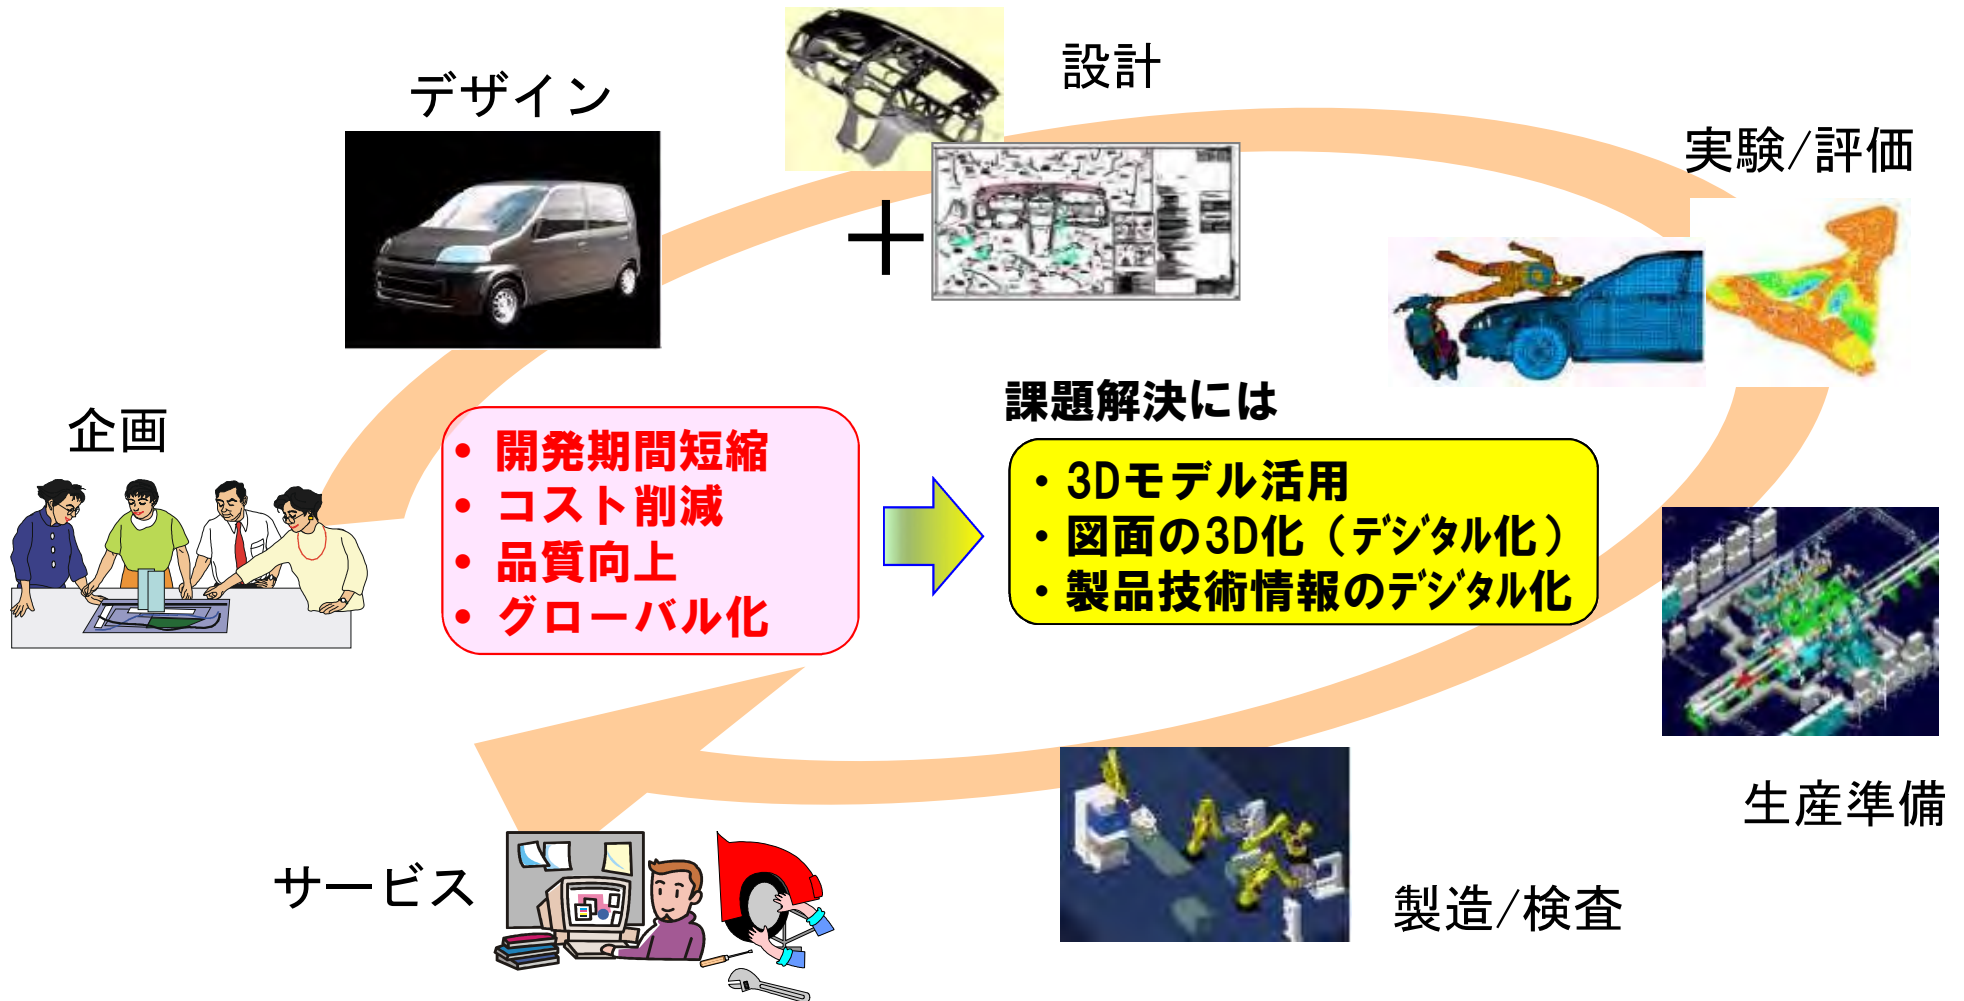 設計
デザイン
実験/評価
+
課題解決には
企画
• 開発期間短縮
• コスト削減
• 品質向上
• グローバル化
・3Dモデル活用
・図面の3D化（デジタル化）
・製品技術情報のデジタル化
生産準備
サービス
製造/検査